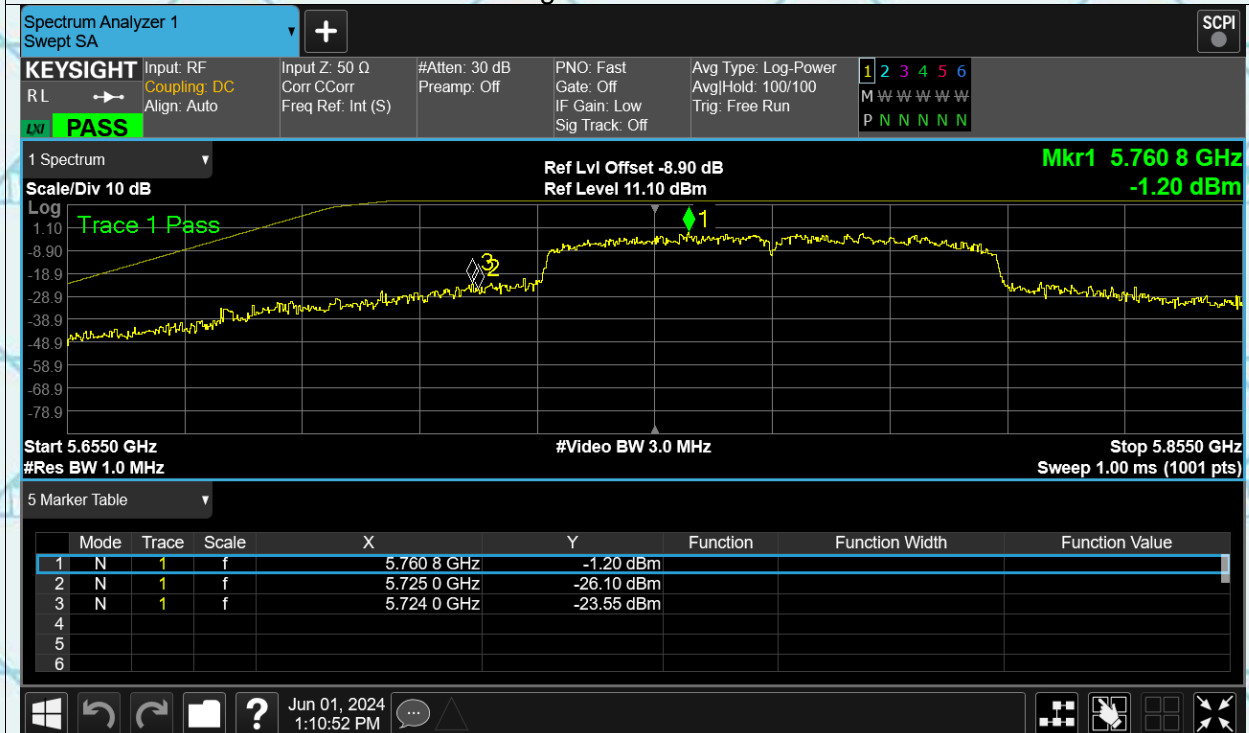 Spectrum Analyzer 1
Swept SA
+
SCPI
KEYSIGHT
RL
LXI PASS
Input: RF
Coupling: DC
Align: Auto
Input Z: 50 Ω
Corr CCorr
Freq Ref: Int (S)
#Atten: 30 dB
Preamp: Off
PNO: Fast
Gate: Off
IF Gain: Low
Sig Track: Off
Avg Type: Log-Power
Avg|Hold: 100/100
Trig: Free Run
1 2 3 4 5 6
M W W W W W
P N N N N N
1 Spectrum
Scale/Div 10 dB
Ref Lvl Offset -8.90 dB
Ref Level 11.10 dBm
Mkr1 5.760 8 GHz
-1.20 dBm
Log
Trace 1 Pass
1
3
2
1.10
-8.90
-18.9
-28.9
-38.9
-48.9
-58.9
-68.9
-78.9
Start 5.6550 GHz
#Video BW 3.0 MHz
Stop 5.8550 GHz
#Res BW 1.0 MHz
Sweep 1.00 ms (1001 pts)
5 Marker Table
Mode Trace Scale X Y Function Function Width Function Value
1 N 1 f 5.760 8 GHz -1.20 dBm
2 N 1 f 5.725 0 GHz -26.10 dBm
3 N 1 f 5.724 0 GHz -23.55 dBm
4
5
6
?
Jun 01, 2024
1:10:52 PM